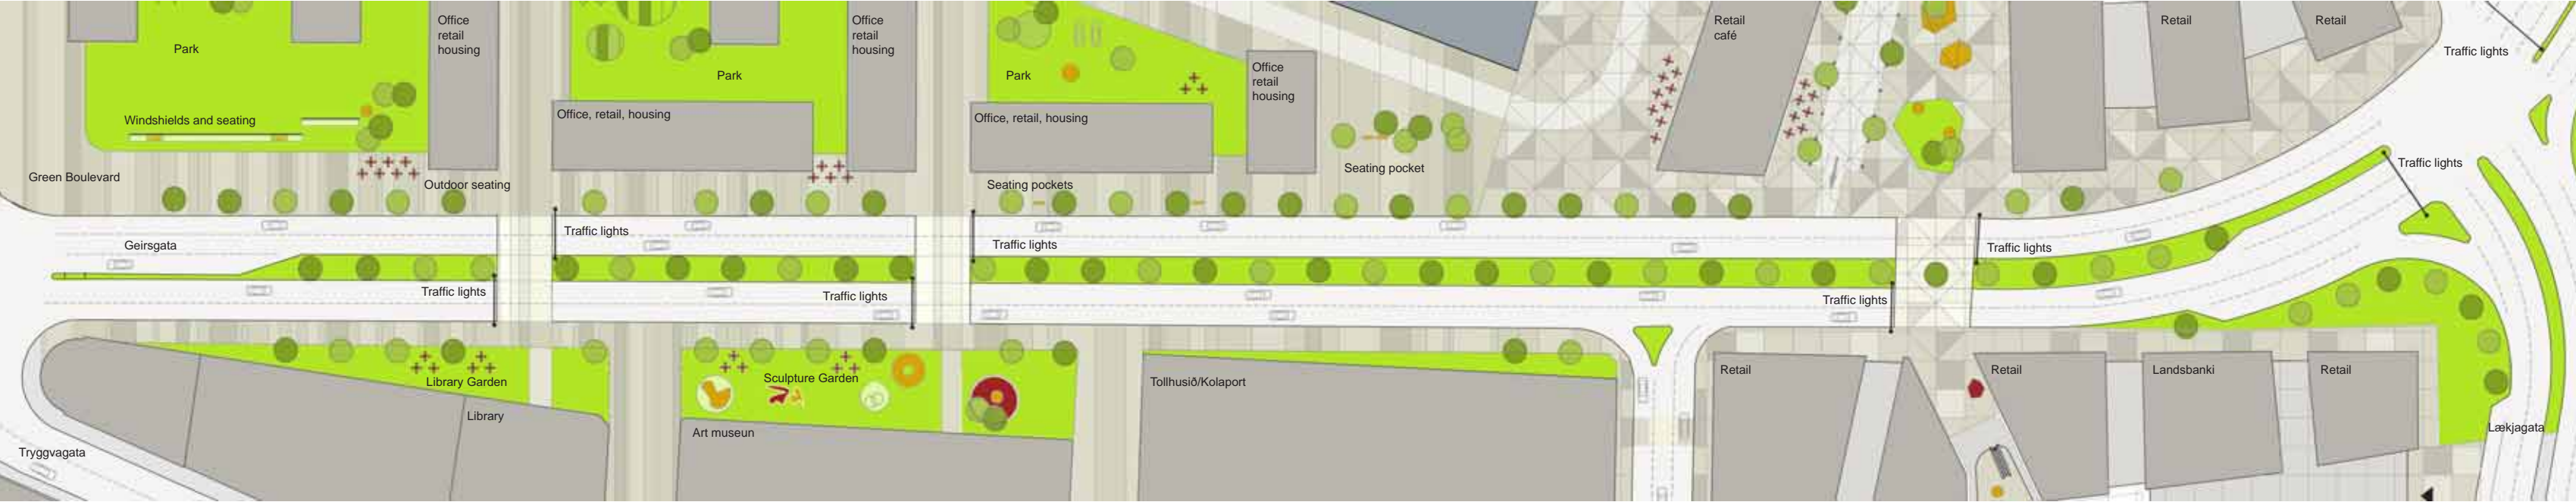 Park
Office
retail
housing
Park
Office
retail
housing
Park
Office
retail
housing
Retail
café
Retail
Retail
Traffic lights
Windshields and seating
Office, retail, housing
Office, retail, housing
Seating pocket
Traffic lights
Green Boulevard
Outdoor seating
Seating pockets
Geirsgata
Traffic lights
Traffic lights
Traffic lights
Traffic lights
Traffic lights
Traffic lights
Library Garden
Sculpture Garden
Tollhusið/Kolaport
Retail
Retail
Landsbanki
Retail
Library
Art museun
Lækjagata
Tryggvagata